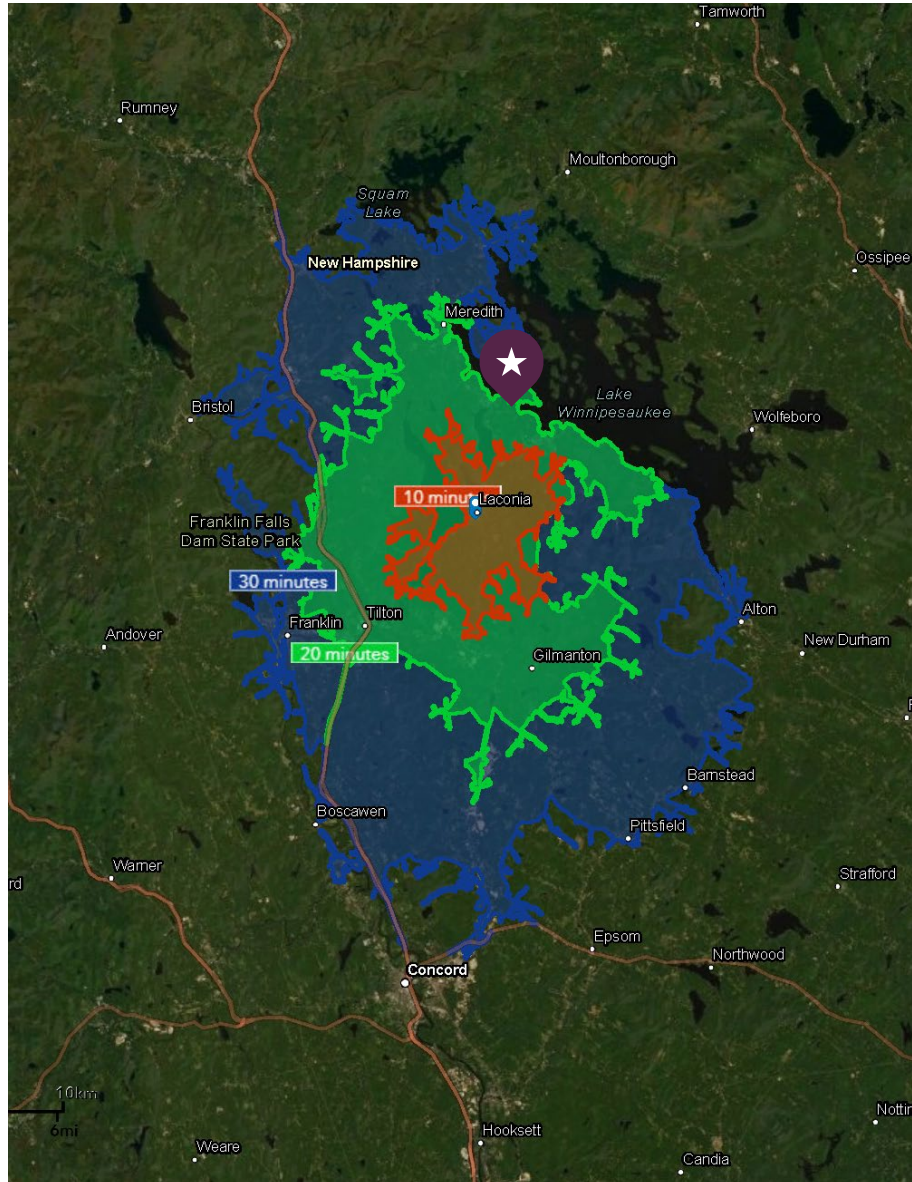 Tamworth
Rumney
Moultonborough
Squam
Lake
Ossipee
New Hampshire
Meredith
Lake
Winnipesaukee
Bristol
Wolfeboro
10 minutes
Laconia
Franklin Falls
Dam State Park
30 minutes
Alton
Tilton
Franklin
Andover
New Durham
20 minutes
Gilmanton
Barnstead
Boscawen
Pittsfield
Warner
Strafford
rd
Epsom
Northwood
Concord
10km
6mi
Nottin
Hooksett
Weare
Candia